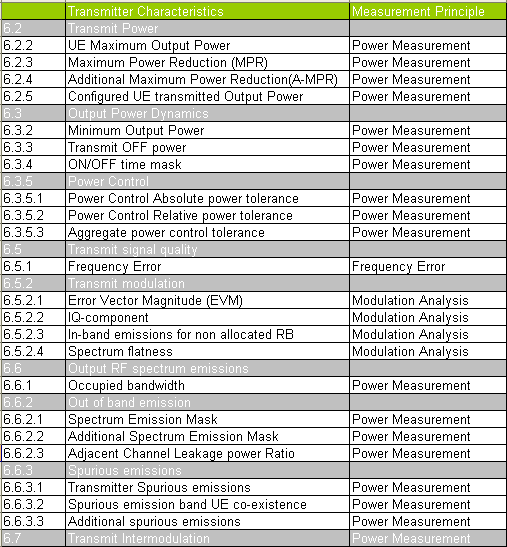 Transmitter Characteristics Measurement Principle
6.2 Transmit Power
6.2.2 UE Maximum Output Power Power Measurement
6.2.3 Maximum Power Reduction (MPR) Power Measurement
6.2.4 Additional Maximum Power Reduction(A-MPR) Power Measurement
6.2.5 Configured UE transmitted Output Power Power Measurement
6.3 Output Power Dynamics
6.3.2 Minimum Output Power Power Measurement
6.3.3 Transmit OFF power Power Measurement
6.3.4 ON/OFF time mask Power Measurement
6.3.5 Power Control
6.3.5.1 Power Control Absolute power tolerance Power Measurement
6.3.5.2 Power Control Relative power tolerance Power Measurement
6.3.5.3 Aggregate power control tolerance Power Measurement
6.5 Transmit signal quality
6.5.1 Frequency Error Frequency Error
6.5.2 Transmit modulation
6.5.2.1 Error Vector Magnitude (EVM) Modulation Analysis
6.5.2.2 IQ-component Modulation Analysis
6.5.2.3 In-band emissions for non allocated RB Modulation Analysis
6.5.2.4 Spectrum flatness Modulation Analysis
6.6 Output RF spectrum emissions
6.6.1 Occupied bandwidth Power Measurement
6.6.2 Out of band emission
6.6.2.1 Spectrum Emission Mask Power Measurement
6.6.2.2 Additional Spectrum Emission Mask Power Measurement
6.6.2.3 Adjacent Channel Leakage power Ratio Power Measurement
6.6.3 Spurious emissions
6.6.3.1 Transmitter Spurious emissions Power Measurement
6.6.3.2 Spurious emission band UE co-existence Power Measurement
6.6.3.3 Additional spurious emissions Power Measurement
6.7 Transmit Intermodulation Power Measurement